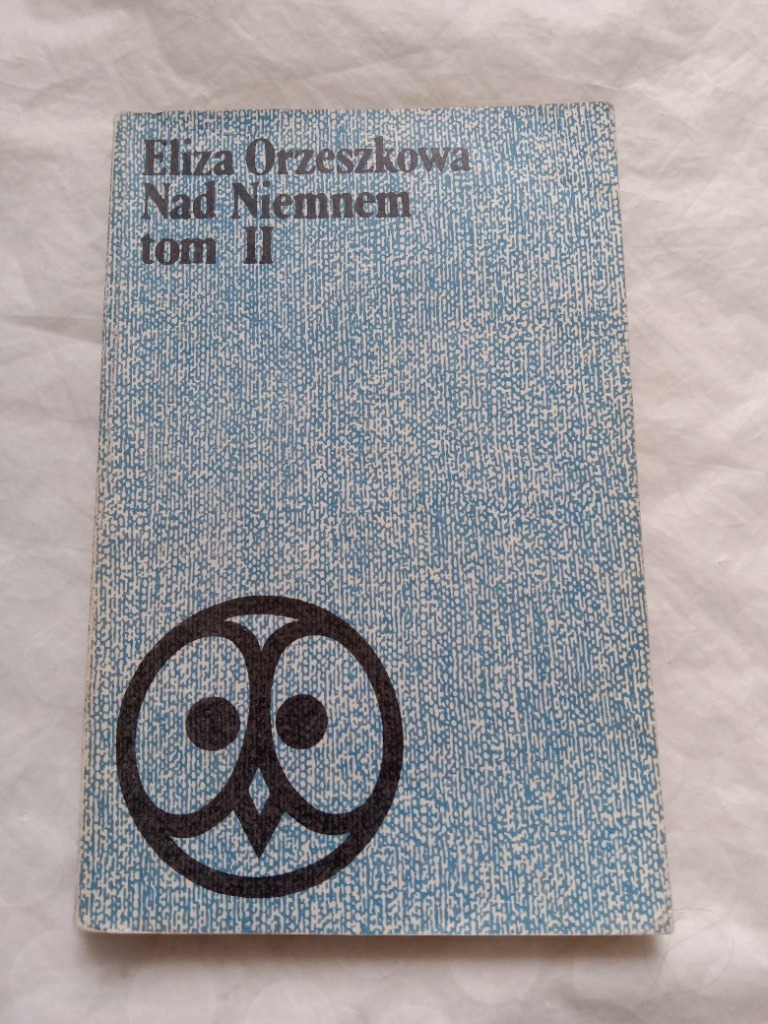 Eliza Orzeszkowa
Nad Niemnem
tom II